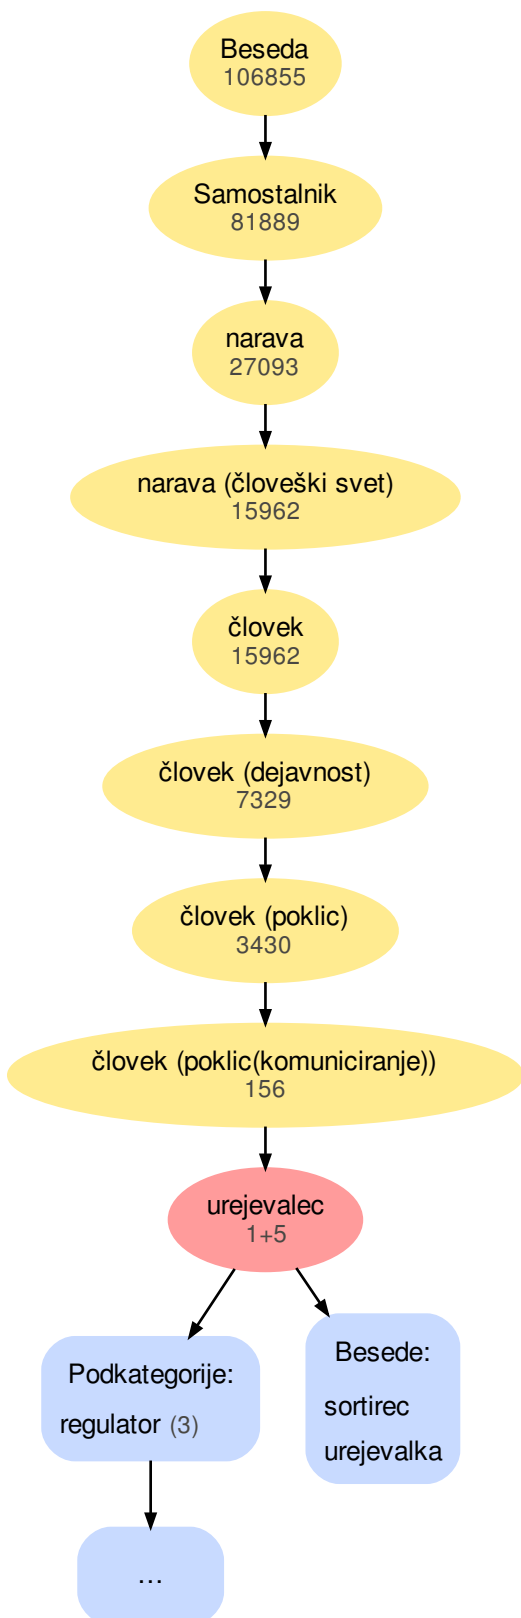 Beseda
106855
Samostalnik
81889
narava
27093
narava (človeški svet)
15962
človek
15962
človek (dejavnost)
7329
človek (poklic)
3430
človek (poklic(komuniciranje))
156
urejevalec
1+5
Podkategorije:
regulator (3)
...
Besede:
sortirec
urejevalka